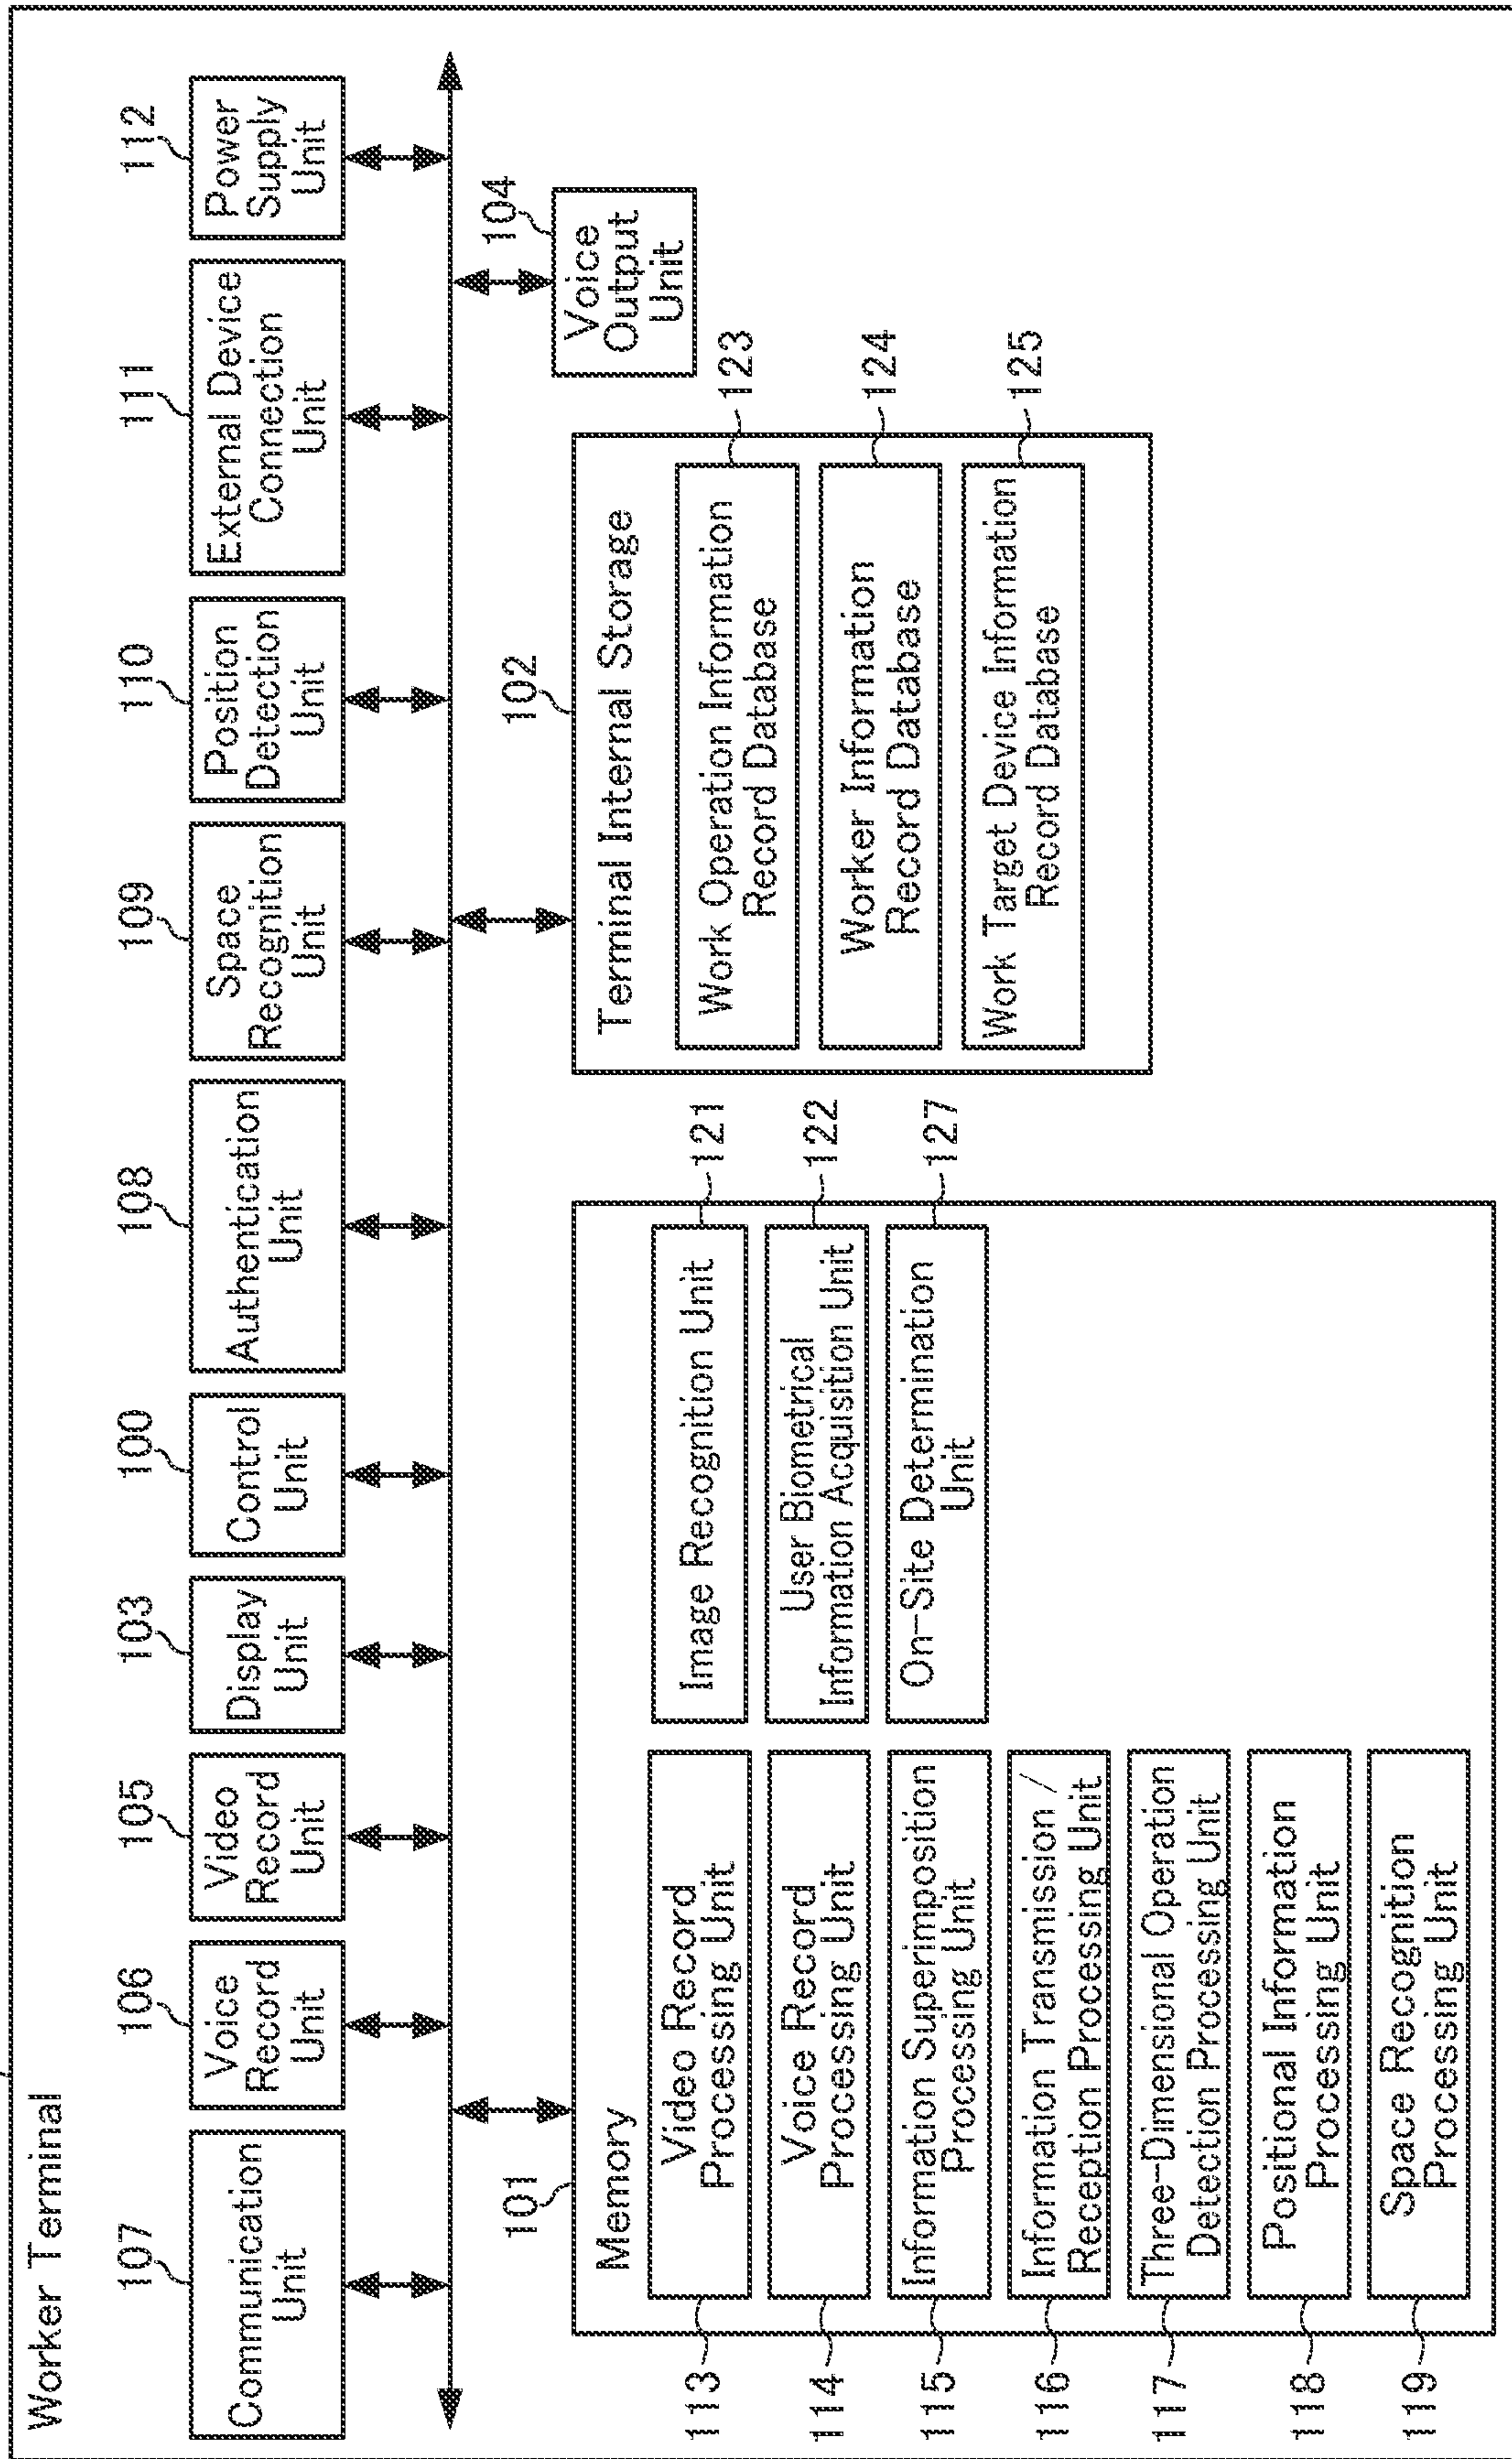 Worker Terminal
107
Communication
Unit
106
Voice
Record
Unit
105
Video
Record
Unit
103
Display
Unit
100
Control
Unit
108
Authentication
Unit
109
Space
Recognition
Unit
110
Position
Detection
Unit
111
External Device
Connection
Unit
112
Power
Supply
Unit
101
Memory
113
Video Record
Processing Unit
114
Voice Record
Processing Unit
115
Information Superimposition
Processing Unit
116
Information Transmission /
Reception Processing Unit
117
Three-Dimensional Operation
Detection Processing Unit
118
Positional Information
Processing Unit
119
Space Recognition
Processing Unit
Image Recognition Unit
121
User Biometrical
Information Acquisition Unit
122
On-Site Determination
Unit
127
102
Terminal Internal Storage
Work Operation Information
Record Database
123
Worker Information
Record Database
124
Work Target Device Information
Record Database
125
104
Voice
Output
Unit